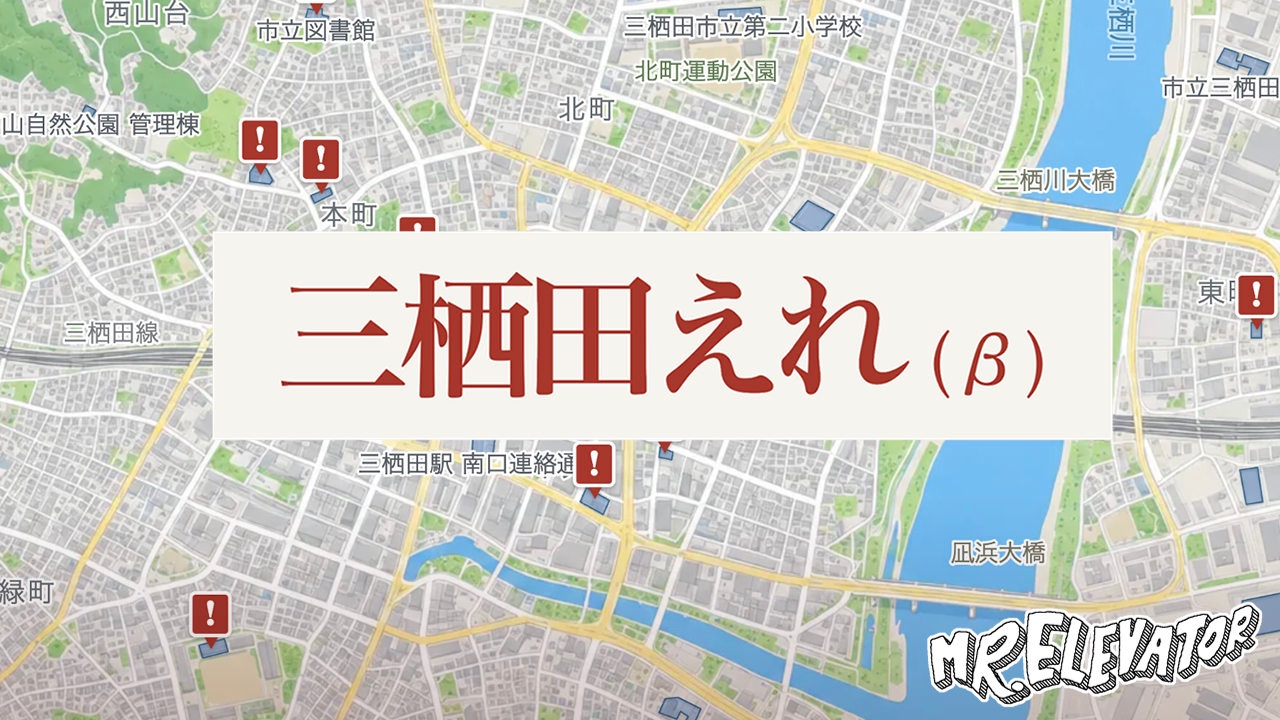 西山台
市立図書館
三栖田市立第二小学校
北町運動公園
市立三栖田
北町
山自然公園 管理棟
三栖川大橋
本町
東
三栖田線
三栖田えれ(β)
三栖田駅 南口連絡通
凪浜大橋
緑町
MR.ELEVATOR